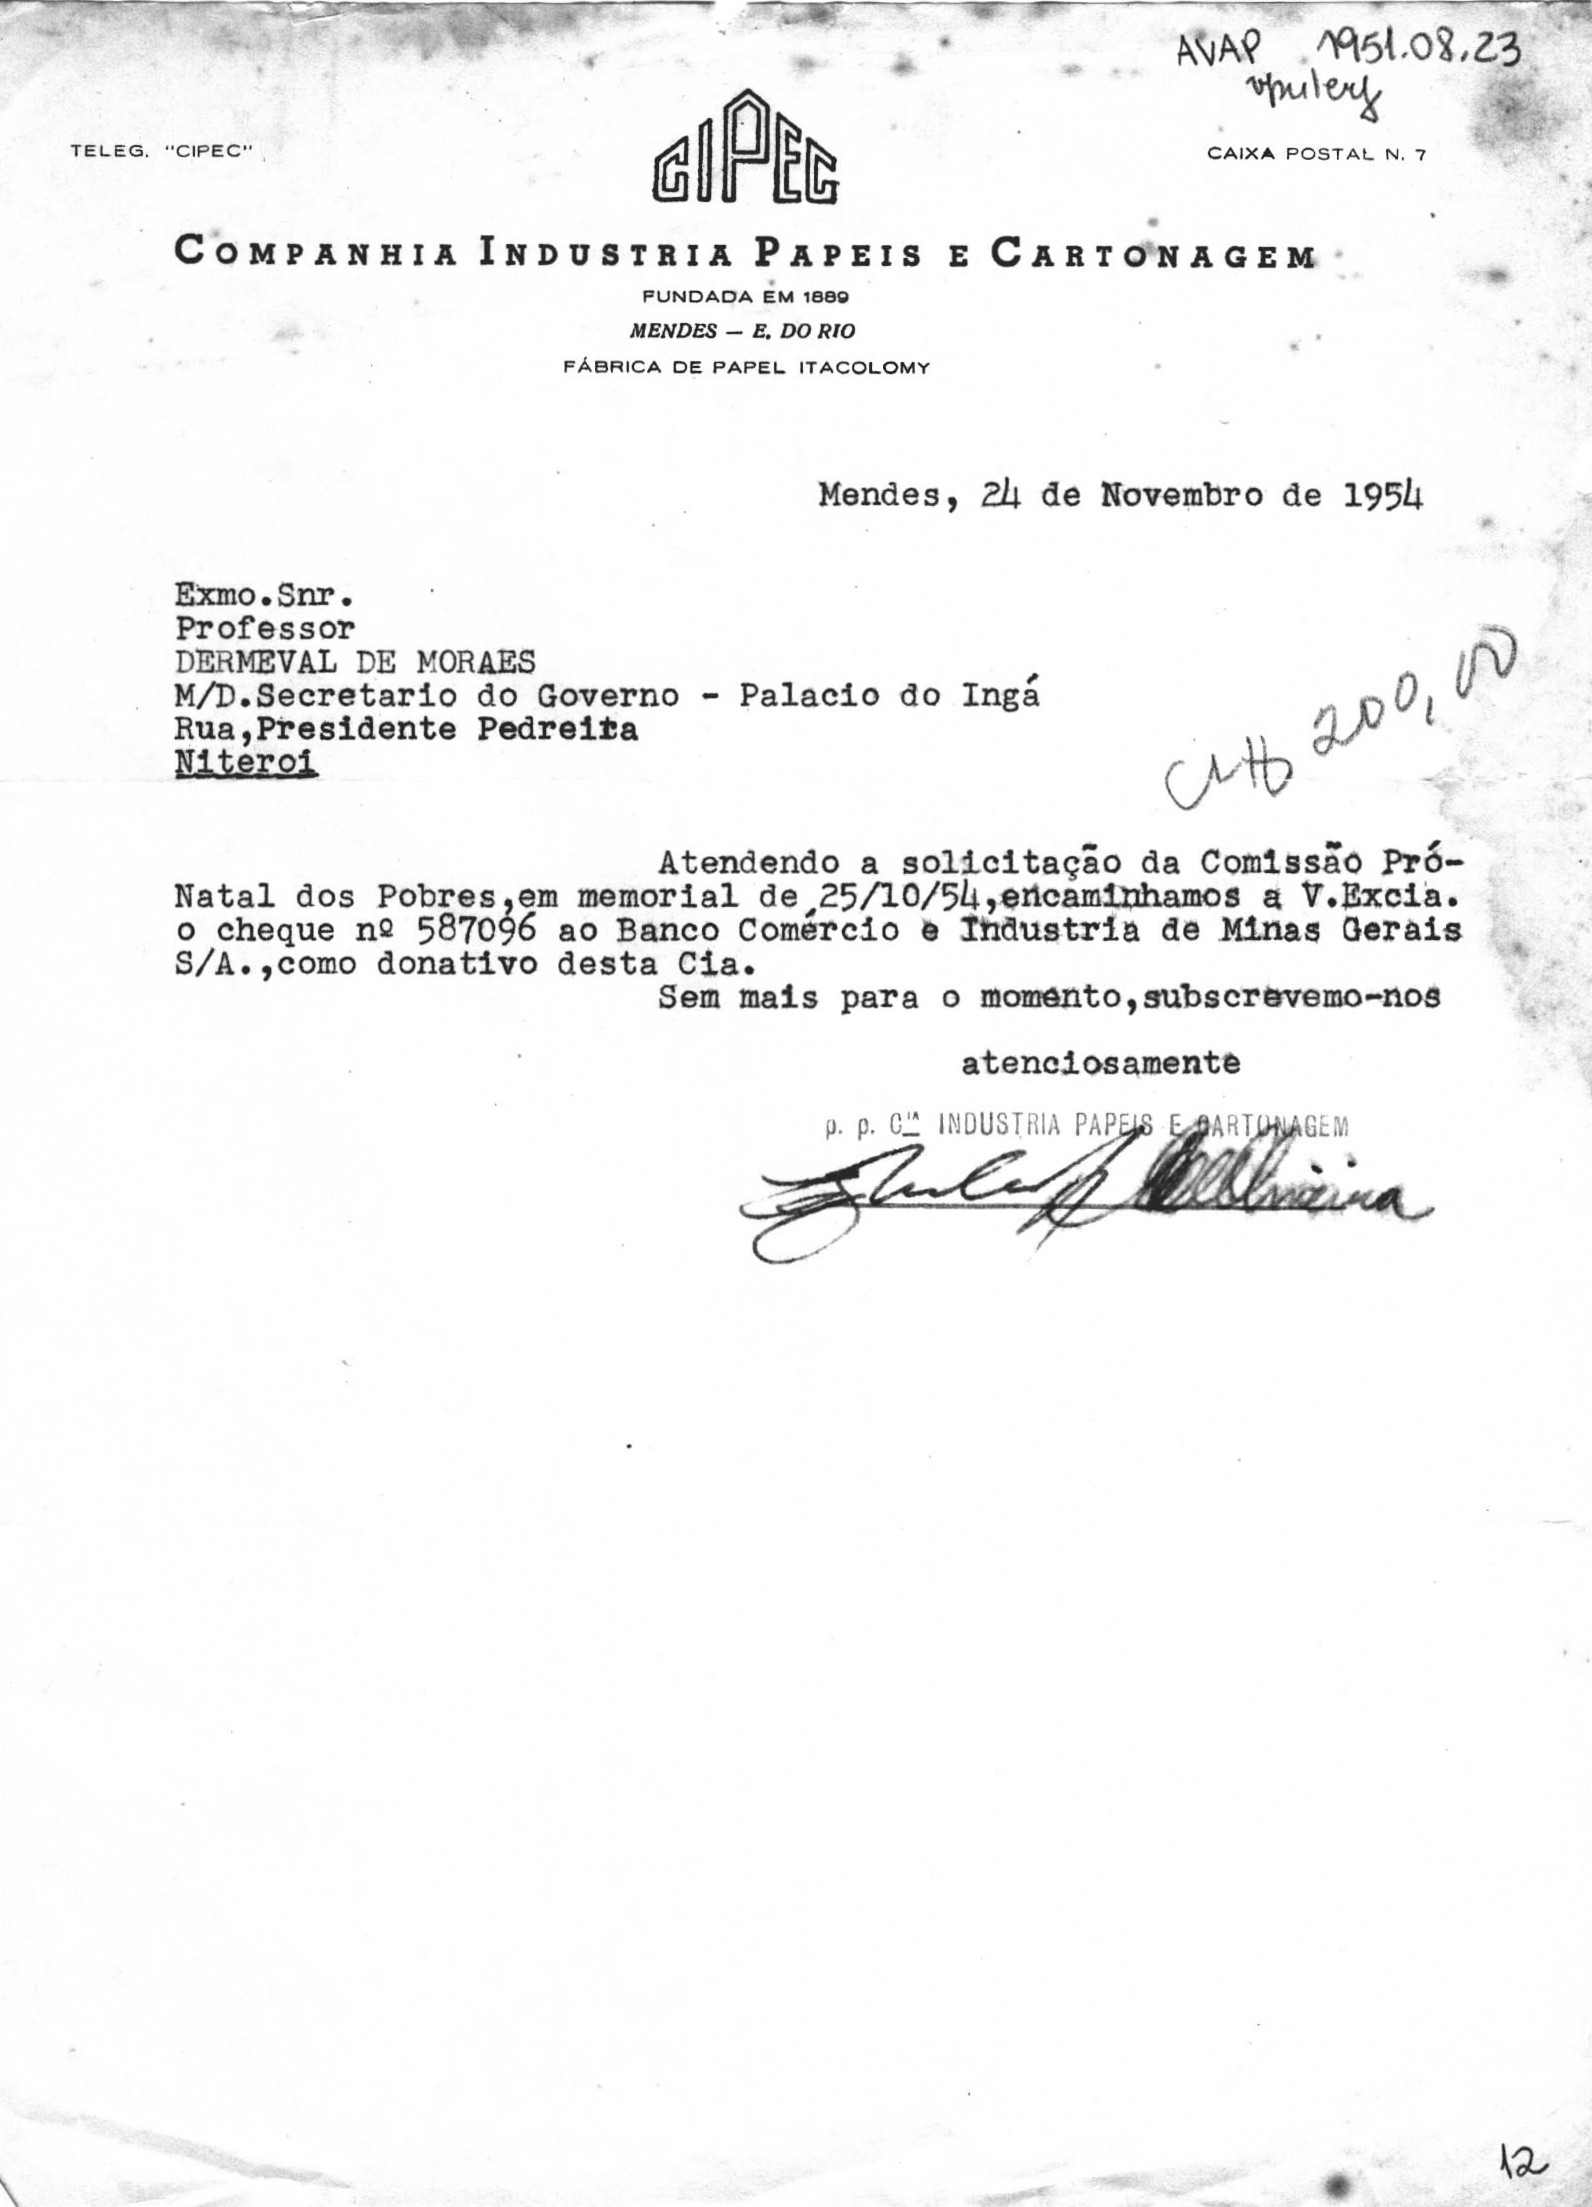 AVAP 1951.08.23
TELEG. "CIPEC"
CIPEC
CAIXA POSTAL N. 7
COMPANHIA INDUSTRIA PAPEIS E CARTONAGEM
FUNDADA EM 1889
MENDES — E. DO RIO
FÁBRICA DE PAPEL ITACOLOMY
Mendes, 24 de Novembro de 1954
Exmo.Snr.
Professor
DERMEVAL DE MORAES
M/D.Secretario do Governo - Palacio do Ingá
Rua,Presidente Pedreira
Niteroi
200,00
Atendendo a solicitação da Comissão Pró-
Natal dos Pobres,em memorial de 25/10/54,encaminhamos a V.Excia.
o cheque nº 587096 ao Banco Comércio e Industria de Minas Gerais
S/A.,como donativo desta Cia.
Sem mais para o momento,subscrevemo-nos
atenciosamente
p. p. Cia INDUSTRIA PAPEIS E CARTONAGEM
12